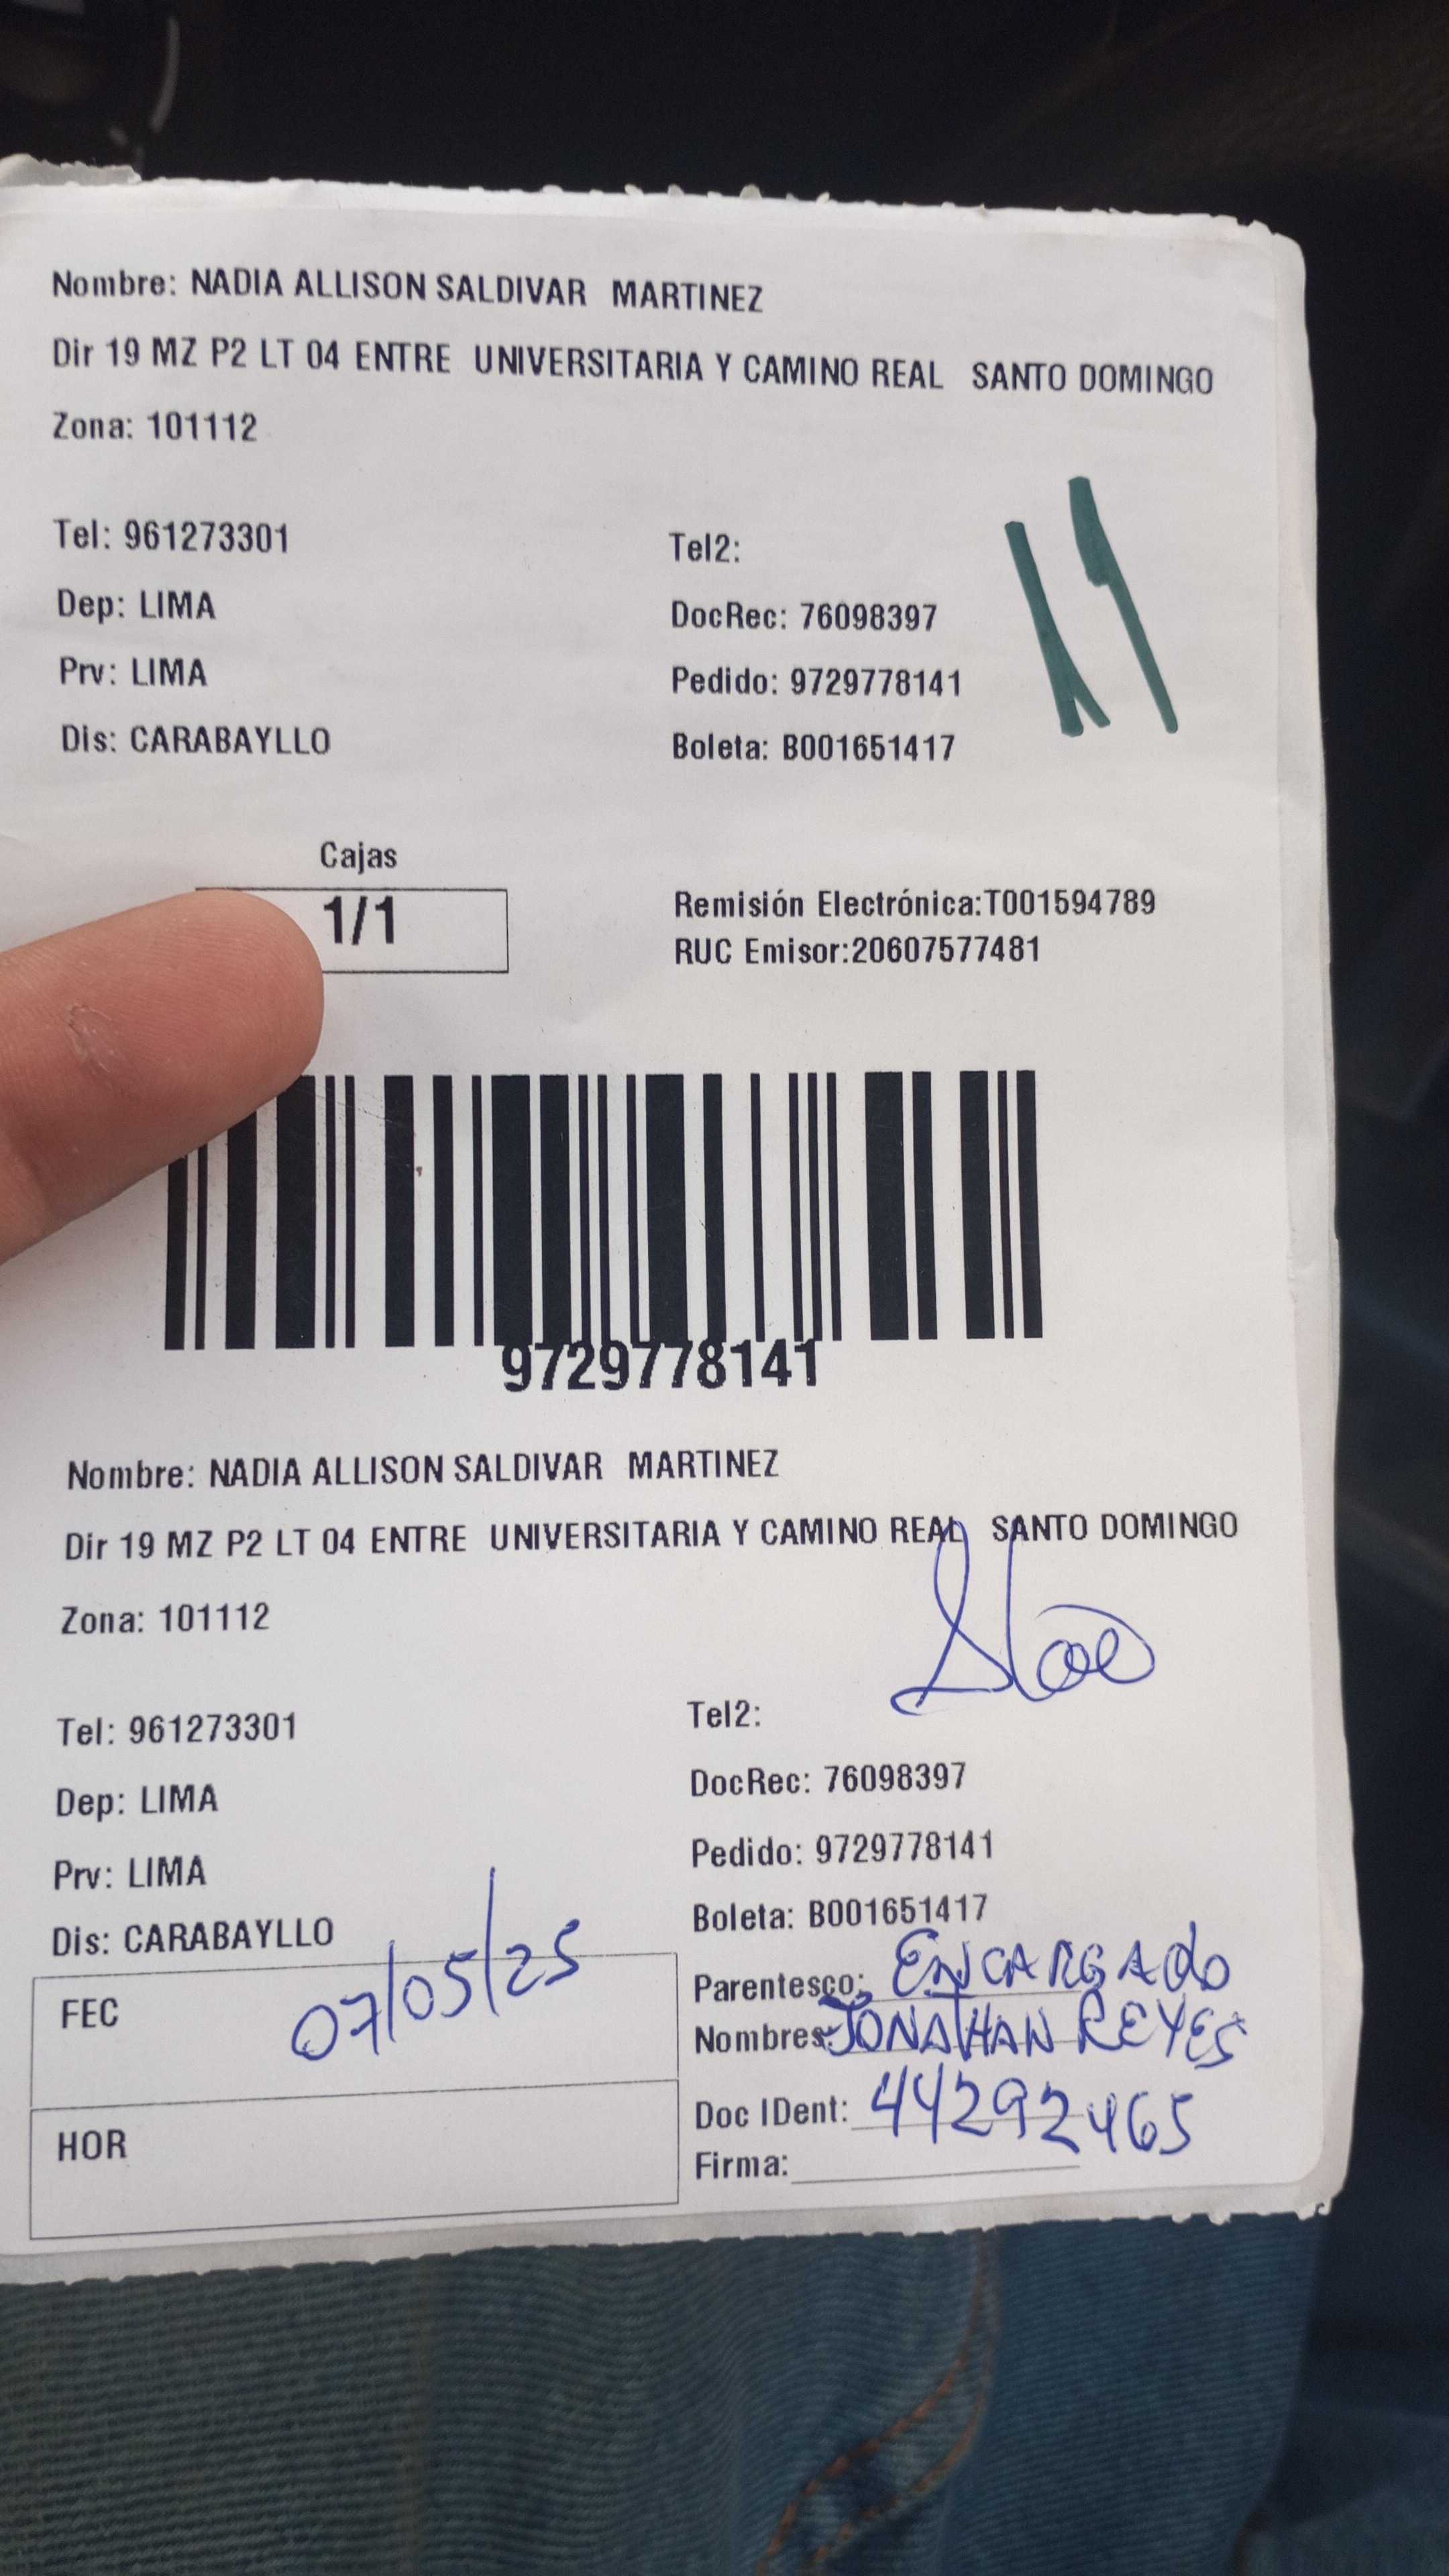 Nombre: NADIA ALLISON SALDIVAR MARTINEZ
Dir 19 MZ P2 LT 04 ENTRE UNIVERSITARIA Y CAMINO REAL SANTO DOMINGO
Zona: 101112
Tel: 961273301 Tel2:
Dep: LIMA DocRec: 76098397
Prv: LIMA Pedido: 9729778141
Dis: CARABAYLLO Boleta: B001651417
Cajas
1/1
Remisión Electrónica:T001594789
RUC Emisor:20607577481
9729778141
Nombre: NADIA ALLISON SALDIVAR MARTINEZ
Dir 19 MZ P2 LT 04 ENTRE UNIVERSITARIA Y CAMINO REAL SANTO DOMINGO
Zona: 101112
Tel: 961273301 Tel2:
Dep: LIMA DocRec: 76098397
Prv: LIMA Pedido: 9729778141
Dis: CARABAYLLO Boleta: B001651417
FEC 07/05/25
HOR
Parentesco: ENCARGAdo
Nombres: JONATHAN REYES
Doc IDent: 44292465
Firma: